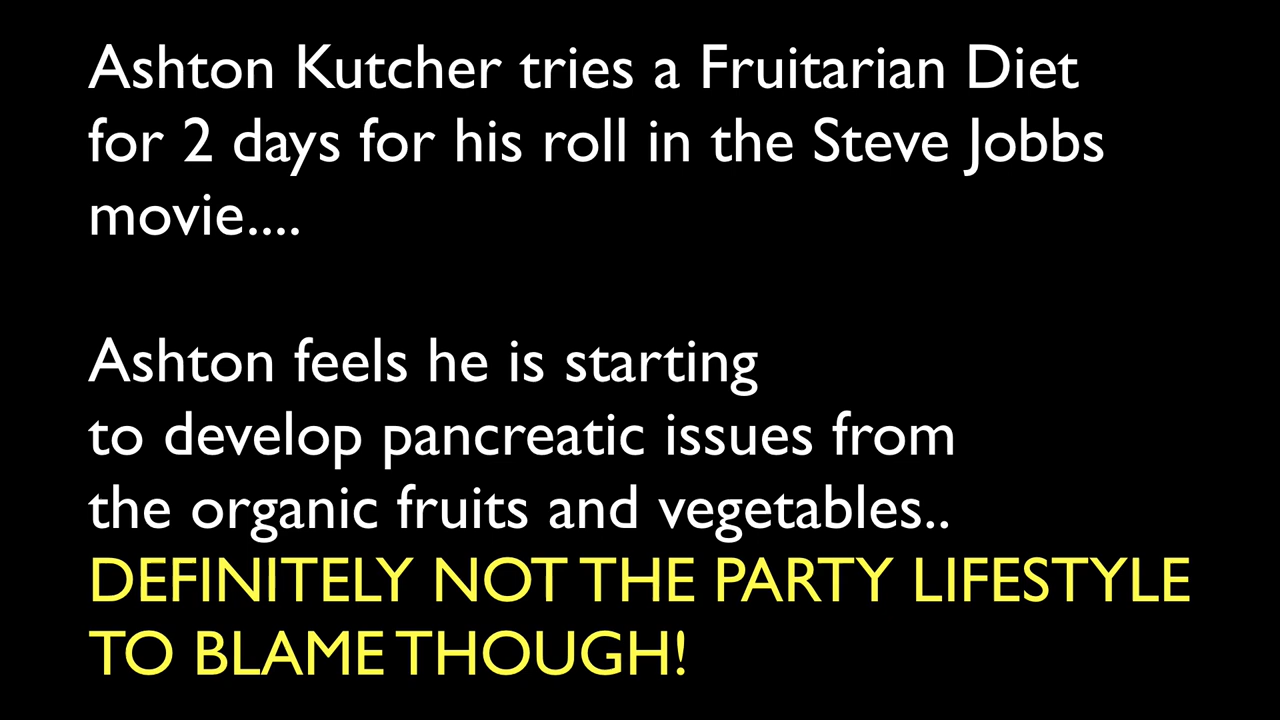 Ashton Kutcher tries a Fruitarian Diet
for 2 days for his roll in the Steve Jobbs
movie....
Ashton feels he is starting
to develop pancreatic issues from
the organic fruits and vegetables..
DEFINITELY NOT THE PARTY LIFESTYLE
TO BLAME THOUGH!